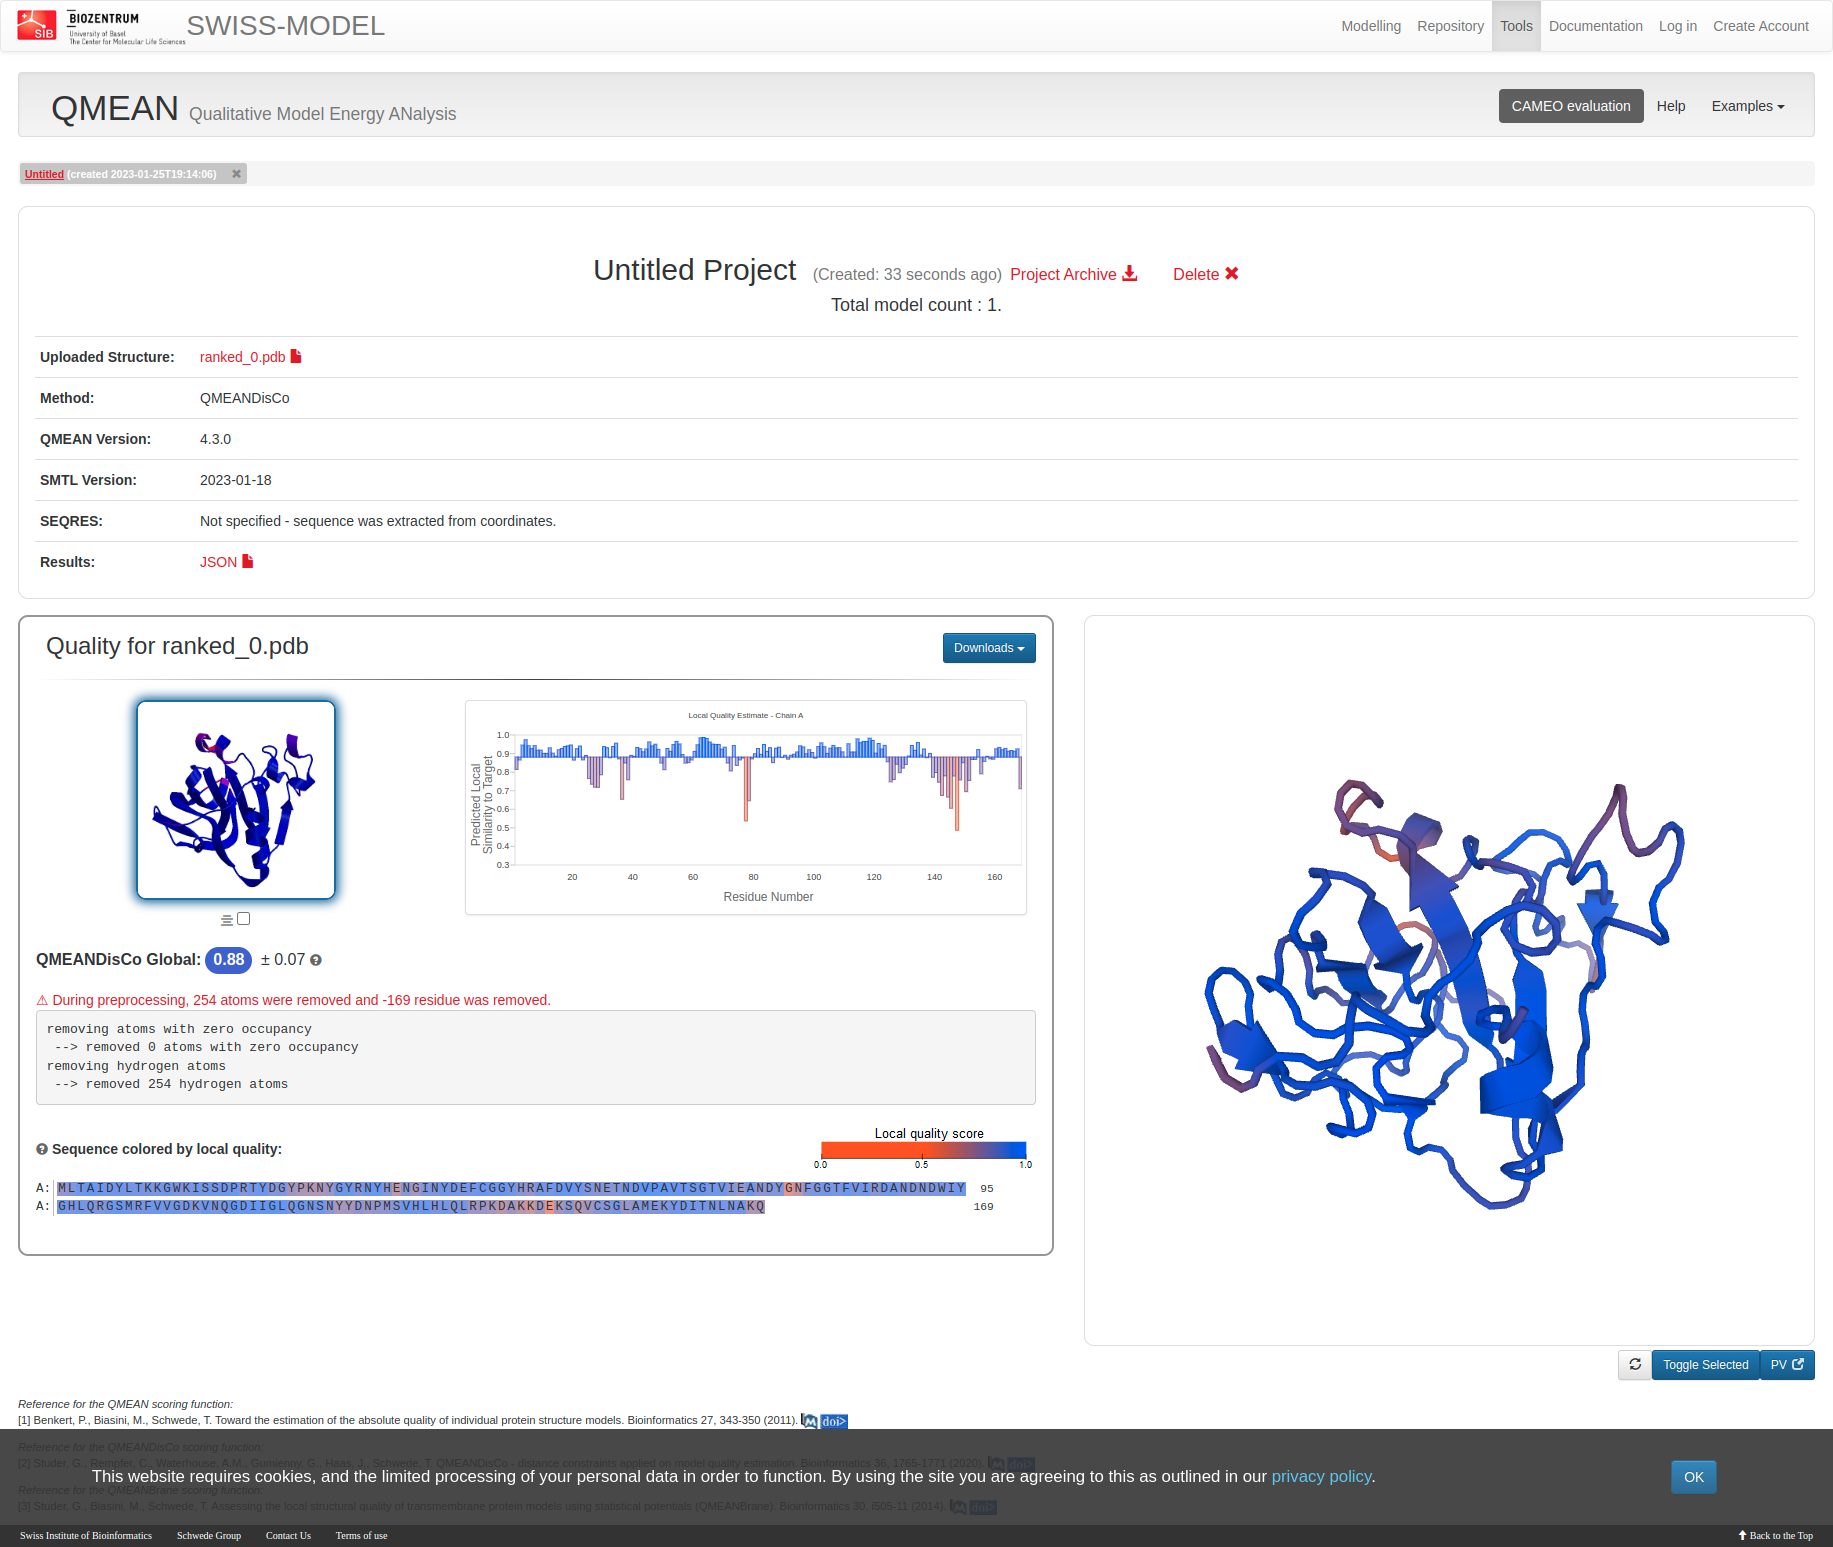 SIB
BIOZENTRUM
University of Basel
The Center for Molecular Life Sciences
SWISS-MODEL
Modelling Repository Tools Documentation Log in Create Account
QMEAN Qualitative Model Energy ANalysis
CAMEO evaluation Help Examples
Untitled (created 2023-01-25T19:14:06) ✖
Untitled Project (Created: 33 seconds ago) Project Archive Delete ✖
Total model count : 1.
Uploaded Structure: ranked_0.pdb
Method: QMEANDisCo
QMEAN Version: 4.3.0
SMTL Version: 2023-01-18
SEQRES: Not specified - sequence was extracted from coordinates.
Results: JSON
Quality for ranked_0.pdb
Downloads
Local Quality Estimate - Chain A
Predicted Local
Similarity to Target
1.0
0.9
0.8
0.7
0.6
0.5
0.4
0.3
20 40 60 80 100 120 140 160
Residue Number
QMEANDisCo Global: 0.88 ± 0.07
⚠ During preprocessing, 254 atoms were removed and -169 residue was removed.
removing atoms with zero occupancy
--> removed 0 atoms with zero occupancy
removing hydrogen atoms
--> removed 254 hydrogen atoms
Sequence colored by local quality:
Local quality score
0.0 0.5 1.0
A: MLTAIDYLTKKGWKISSDPRTYDGYPKNYGYRNYHENGINYDEFCGGYHRAFDVYSNETNDVPAVTSGTVIEANDYGNFGGTFVIRDANDNDWIY 95
A: GHLQRGSMRFVVGDKVNQGDIIGLQGNSNYYDNPMSVHLHLQLRPKDAKKDEKSQVCSGLAMEKYDITNLNAKQ 169
Toggle Selected PV
Reference for the QMEAN scoring function:
[1] Benkert, P., Biasini, M., Schwede, T. Toward the estimation of the absolute quality of individual protein structure models. Bioinformatics 27, 343-350 (2011). M doi>
Reference for the QMEANDisCo scoring function:
[2] Studer, G., Rempfer, C., Waterhouse, A.M., Gumienny, G., Haas, J., Schwede, T. QMEANDisCo - distance constraints applied on model quality estimation. Bioinformatics 36, 1765-1771 (2020). M doi>
This website requires cookies, and the limited processing of your personal data in order to function. By using the site you are agreeing to this as outlined in our privacy policy.
OK
Reference for the QMEANBrane scoring function:
[3] Studer, G., Biasini, M., Schwede, T. Assessing the local structural quality of transmembrane protein models using statistical potentials (QMEANBrane). Bioinformatics 30, i505-11 (2014). M doi>
Swiss Institute of Bioinformatics Schwede Group Contact Us Terms of use
Back to the Top